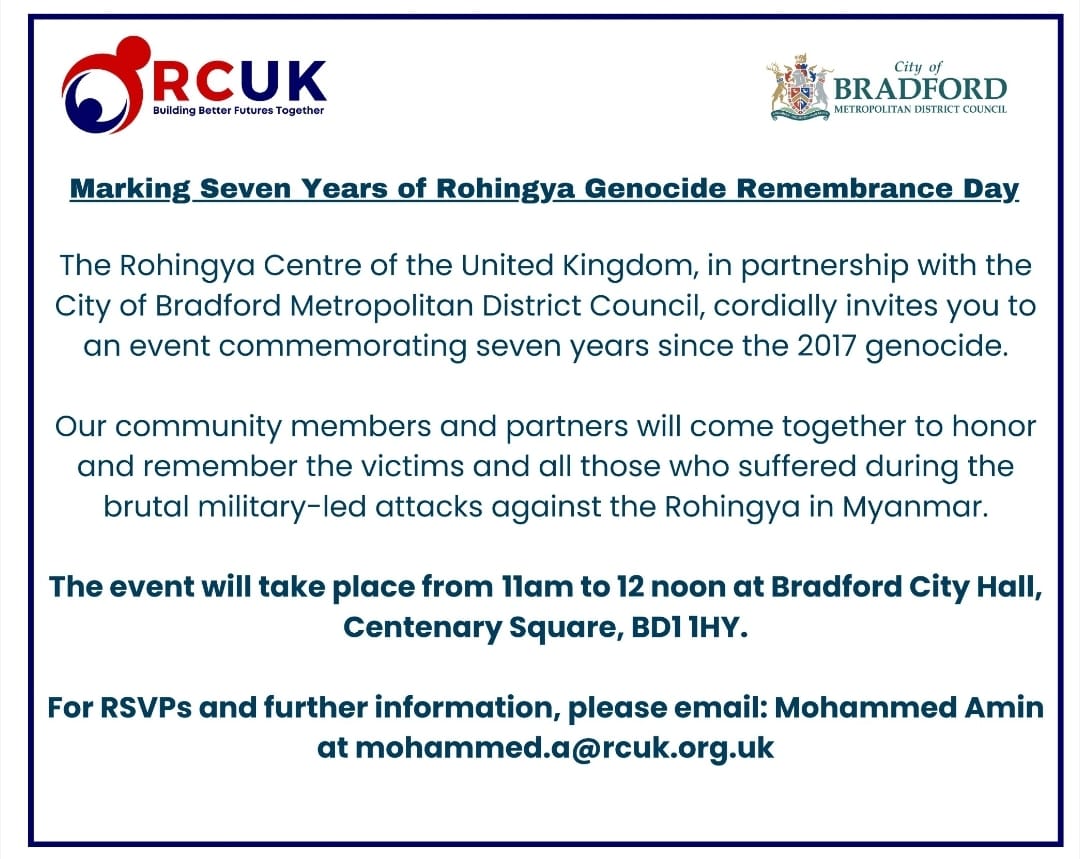 RCUK
Building Better Futures Together
City of
BRADFORD
METROPOLITAN DISTRICT COUNCIL
Marking Seven Years of Rohingya Genocide Remembrance Day
The Rohingya Centre of the United Kingdom, in partnership with the
City of Bradford Metropolitan District Council, cordially invites you to
an event commemorating seven years since the 2017 genocide.
Our community members and partners will come together to honor
and remember the victims and all those who suffered during the
brutal military-led attacks against the Rohingya in Myanmar.
The event will take place from 11am to 12 noon at Bradford City Hall,
Centenary Square, BD1 1HY.
For RSVPs and further information, please email: Mohammed Amin
at mohammed.a@rcuk.org.uk